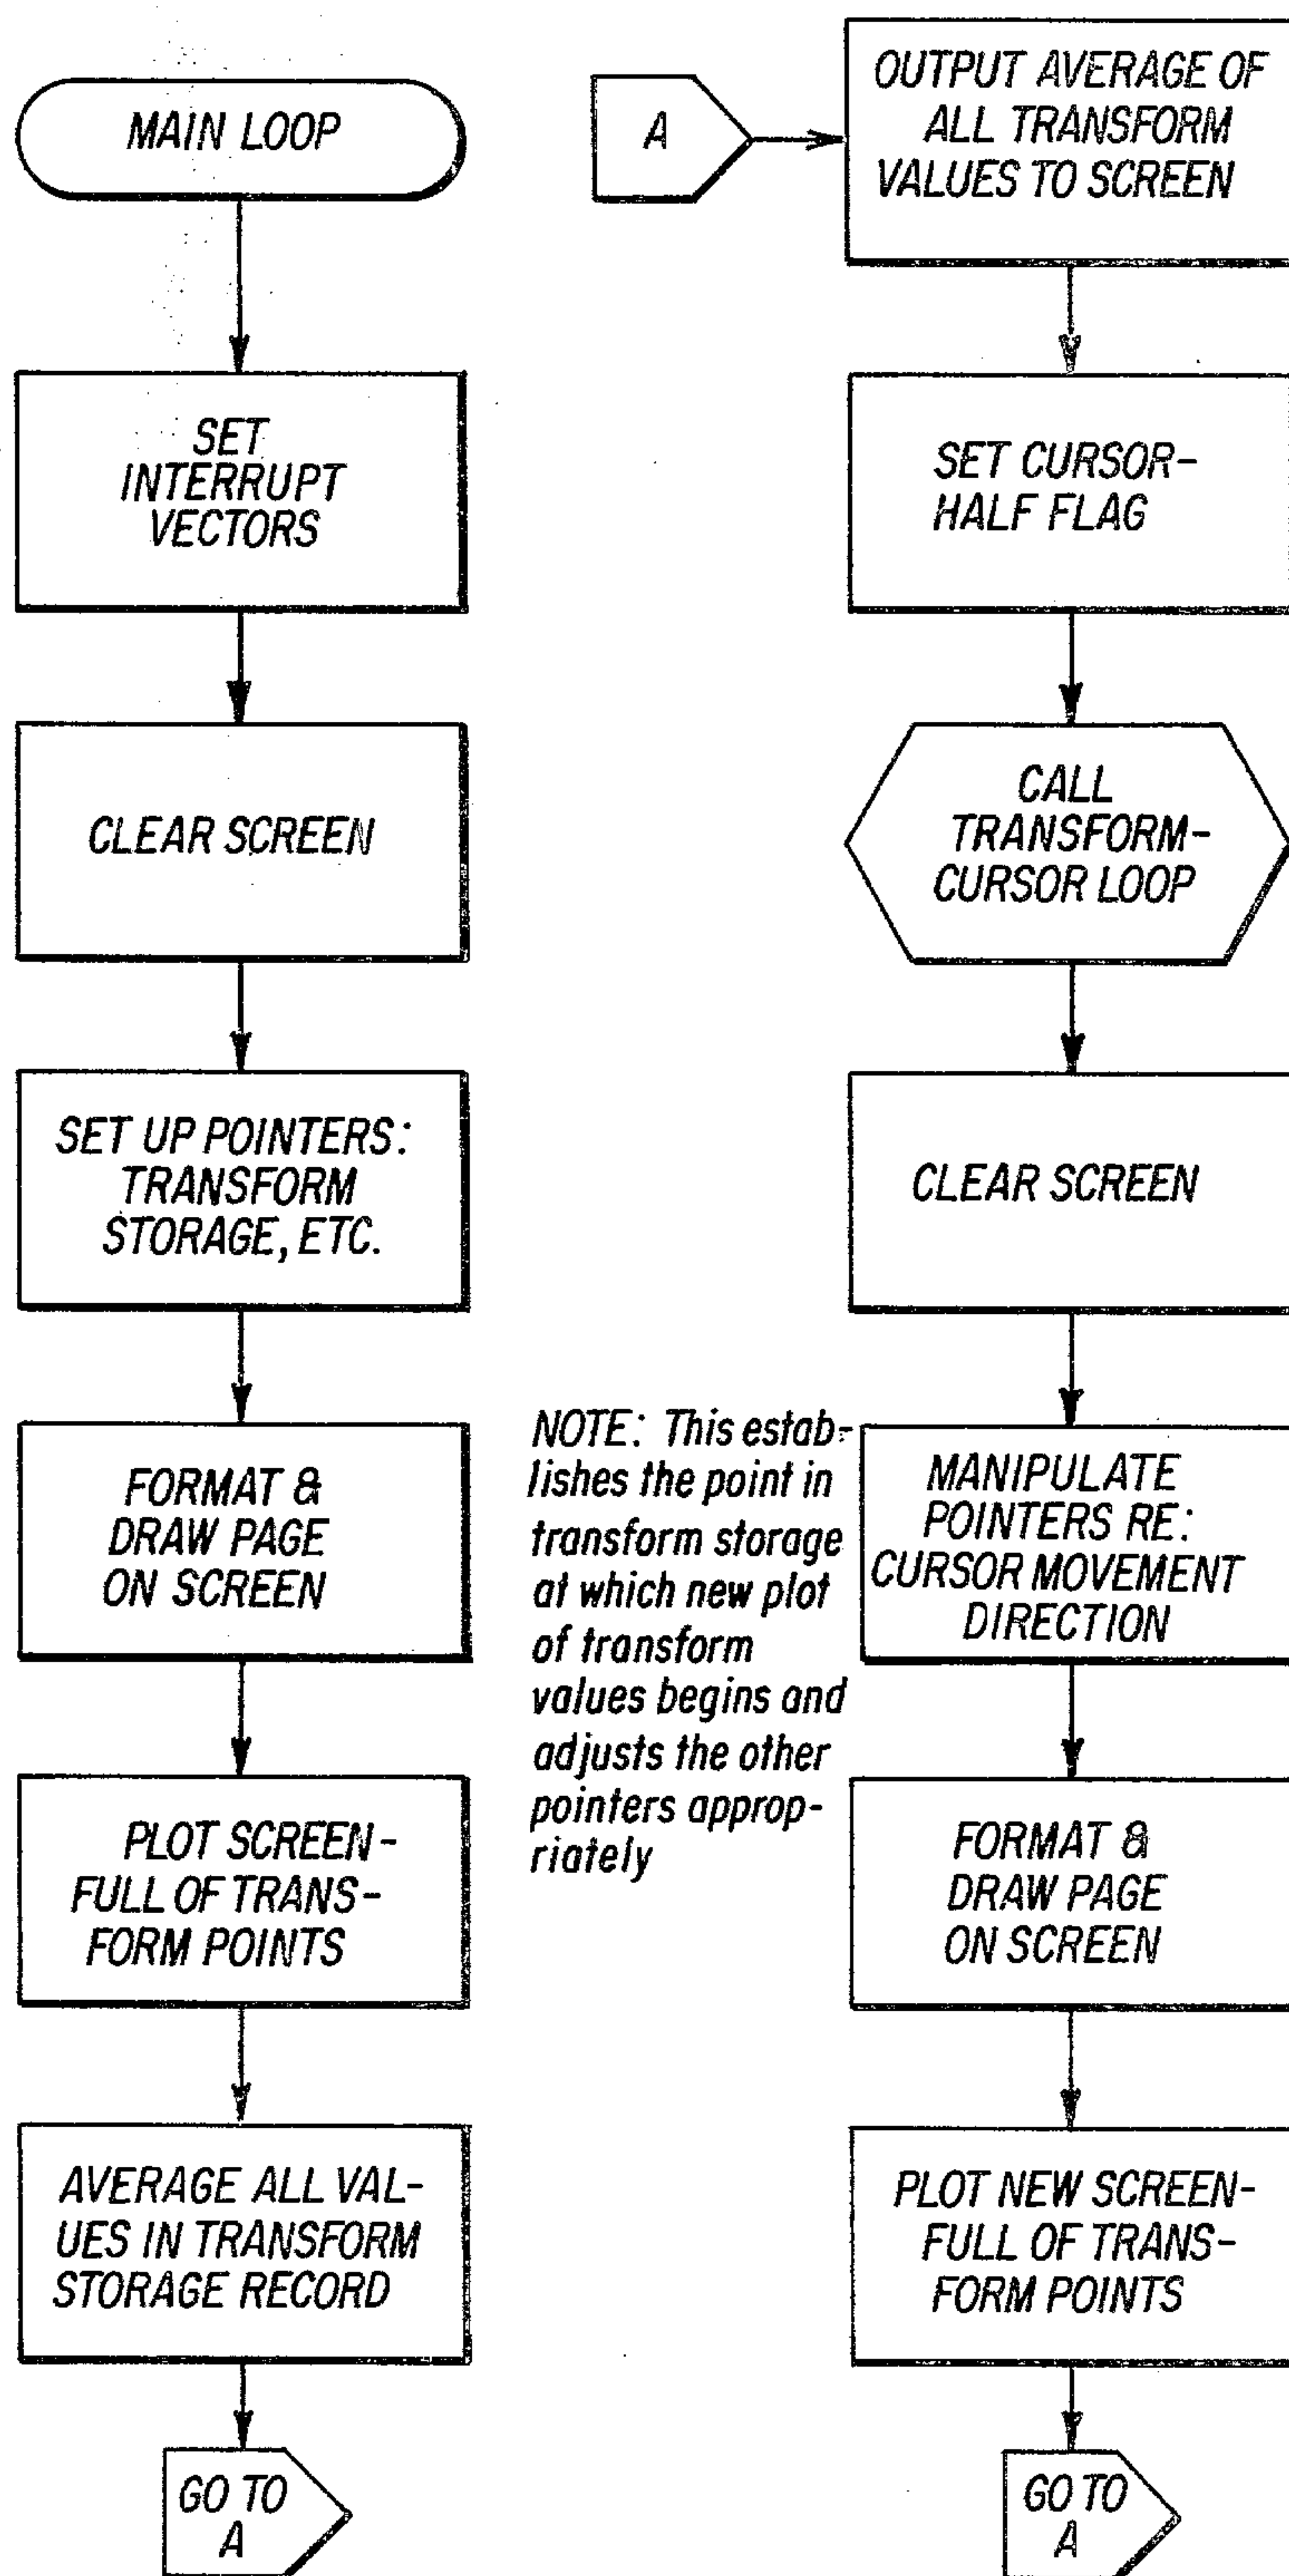 MAIN LOOP
SET
INTERRUPT
VECTORS
CLEAR SCREEN
SET UP POINTERS:
TRANSFORM
STORAGE, ETC.
FORMAT &
DRAW PAGE
ON SCREEN
PLOT SCREEN-
FULL OF TRANS-
FORM POINTS
AVERAGE ALL VAL-
UES IN TRANSFORM
STORAGE RECORD
GO TO
A
A
OUTPUT AVERAGE OF
ALL TRANSFORM
VALUES TO SCREEN
SET CURSOR-
HALF FLAG
CALL
TRANSFORM-
CURSOR LOOP
CLEAR SCREEN
NOTE: This estab-
lishes the point in
transform storage
at which new plot
of transform
values begins and
adjusts the other
pointers approp-
riately
MANIPULATE
POINTERS RE:
CURSOR MOVEMENT
DIRECTION
FORMAT &
DRAW PAGE
ON SCREEN
PLOT NEW SCREEN-
FULL OF TRANS-
FORM POINTS
GO TO
A